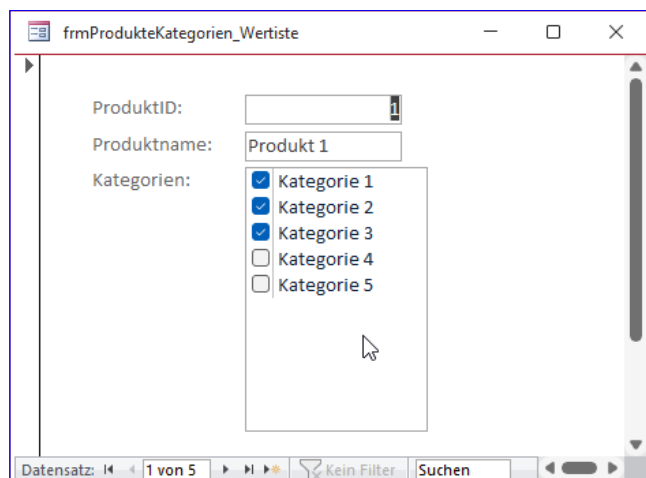 frmProdukteKategorien_Wertiste
ProduktID: 1
Produktname: Produkt 1
Kategorien: Kategorie 1
Kategorie 2
Kategorie 3
Kategorie 4
Kategorie 5
Datensatz: 1 von 5 Kein Filter Suchen